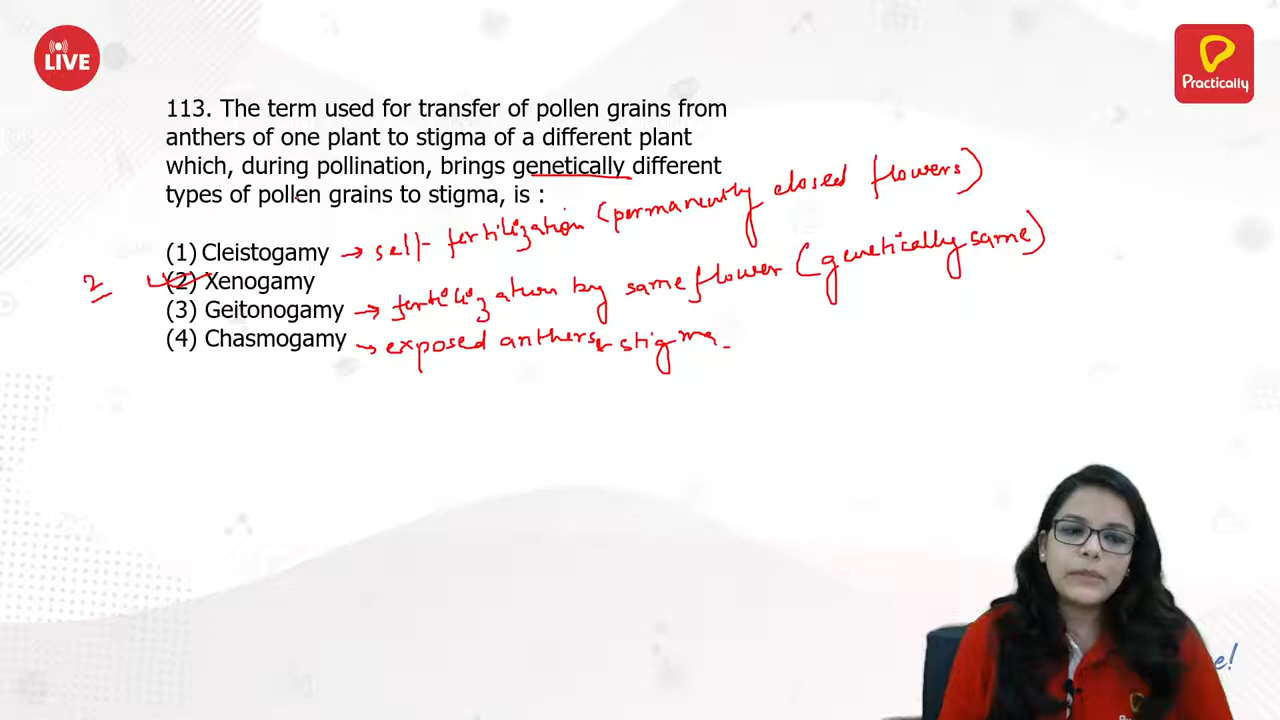 LIVE
Practically
113. The term used for transfer of pollen grains from
anthers of one plant to stigma of a different plant
which, during pollination, brings genetically different
types of pollen grains to stigma, is :
(1) Cleistogamy → self-fertilization (permanently closed flowers)
2 (2) Xenogamy
(3) Geitonogamy → fertilization by same flower (genetically same)
(4) Chasmogamy → exposed anthers & stigma.
e!